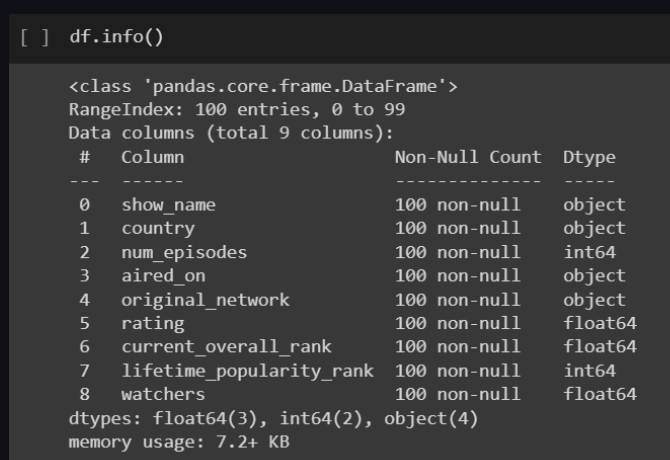 [ ] df.info()
<class 'pandas.core.frame.DataFrame'>
RangeIndex: 100 entries, 0 to 99
Data columns (total 9 columns):
 #   Column                    Non-Null Count  Dtype
---  ------                    --------------  -----
 0   show_name                 100 non-null    object
 1   country                   100 non-null    object
 2   num_episodes              100 non-null    int64
 3   aired_on                  100 non-null    object
 4   original_network          100 non-null    object
 5   rating                    100 non-null    float64
 6   current_overall_rank      100 non-null    float64
 7   lifetime_popularity_rank  100 non-null    int64
 8   watchers                  100 non-null    float64
dtypes: float64(3), int64(2), object(4)
memory usage: 7.2+ KB